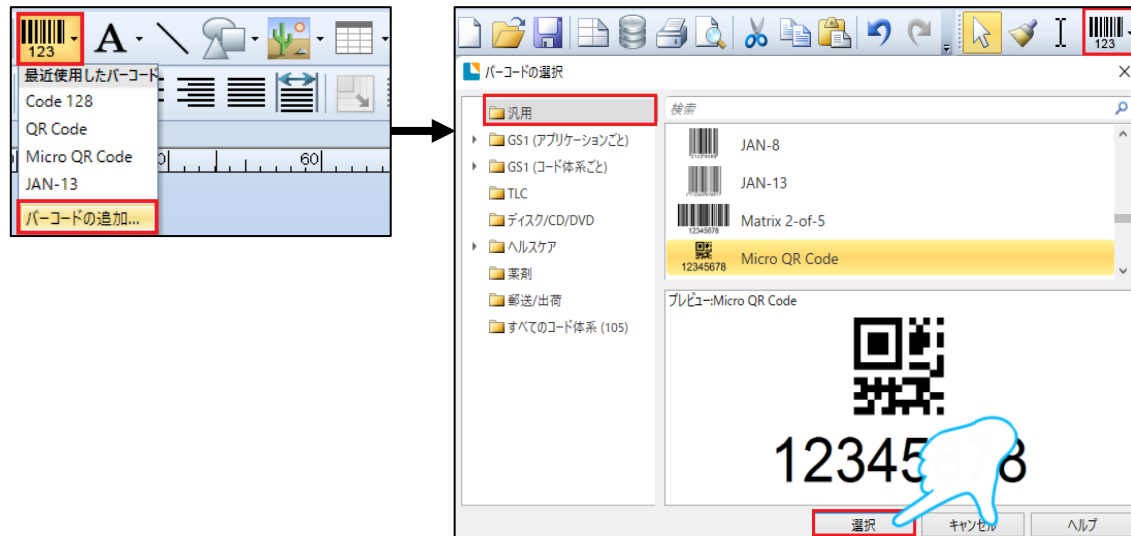 123
A
最近使用したバーコード
Code 128
QR Code
Micro QR Code
JAN-13
バーコードの追加...
60
123
バーコードの選択
汎用
GS1 (アプリケーションごと)
GS1 (コード体系ごと)
TLC
ディスク/CD/DVD
ヘルスケア
薬剤
郵送/出荷
すべてのコード体系 (105)
検索
JAN-8
JAN-13
12345678
Matrix 2-of-5
12345678
Micro QR Code
プレビュー:Micro QR Code
12345678
選択
キャンセル
ヘルプ